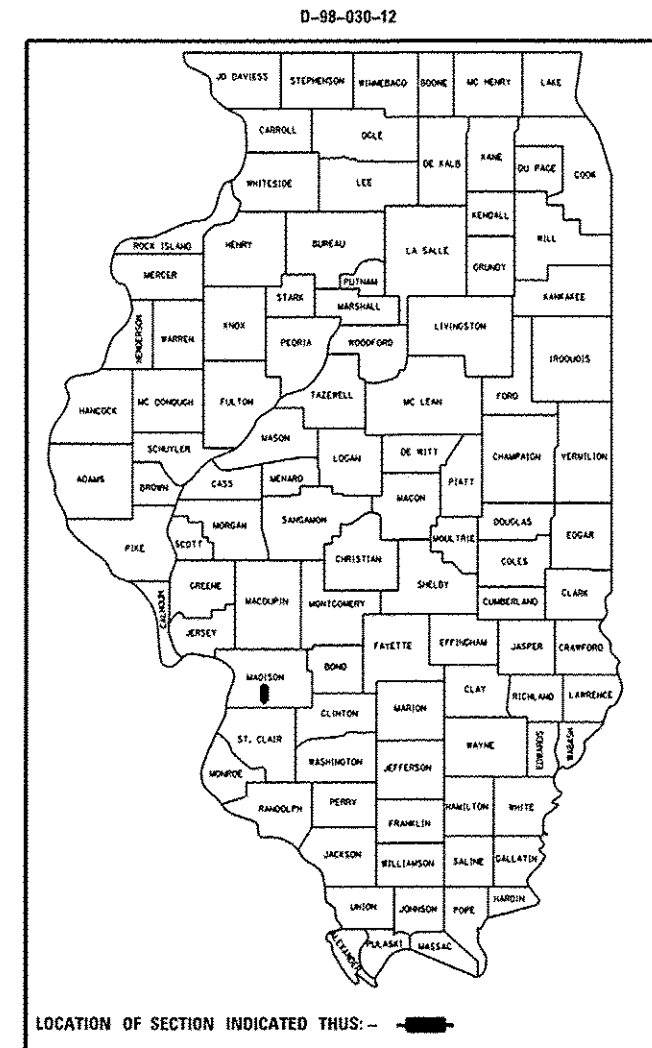 D-98-030-12
JO DAVIESS STEPHENSON WINNEBAGO BOONE MC HENRY LAKE
CARROLL OGLE DE KALB KANE DU PAGE COOK
WHITESIDE LEE KENDALL WILL
ROCK ISLAND HENRY BUREAU LA SALLE GRUNDY
MERCER PUTNAM KANKAKEE
STARK MARSHALL
HENDERSON WARREN KNOX PEORIA WOODFORD LIVINGSTON IROQUOIS
HANCOCK MC DONOUGH FULTON TAZEWELL MC LEAN FORD
MASON
SCHUYLER LOGAN DE WITT CHAMPAIGN VERMILION
ADAMS BROWN CASS MENARD PIATT
MACON
MORGAN SANGAMON DOUGLAS
PIKE SCOTT CHRISTIAN MOULTRIE EDGAR
COLES
CALHOUN GREENE MACOUPIN MONTGOMERY SHELBY CUMBERLAND CLARK
JERSEY FAYETTE EFFINGHAM JASPER CRAWFORD
MADISON BOND
CLAY RICHLAND LAWRENCE
CLINTON MARION
ST. CLAIR WAYNE EDWARDS WABASH
WASHINGTON JEFFERSON
MONROE
RANDOLPH PERRY HAMILTON WHITE
FRANKLIN
JACKSON WILLIAMSON SALINE GALLATIN
UNION JOHNSON POPE HARDIN
ALEXANDER PULASKI MASSAC
LOCATION OF SECTION INDICATED THUS: -